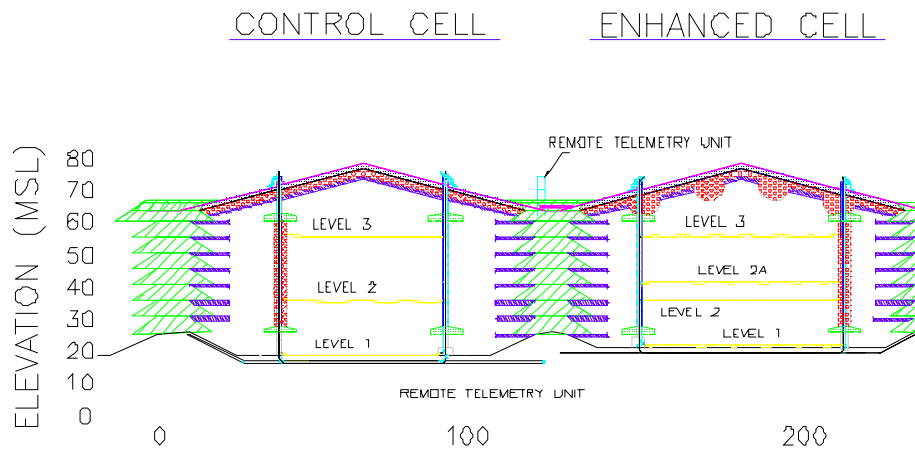 CONTROL CELL
ENHANCED CELL
REMOTE TELEMETRY UNIT
ELEVATION (MSL)
80
70
60
50
40
30
20
10
0
LEVEL 3
LEVEL 2
LEVEL 1
LEVEL 3
LEVEL 2A
LEVEL 2
LEVEL 1
REMOTE TELEMETRY UNIT
0
100
200